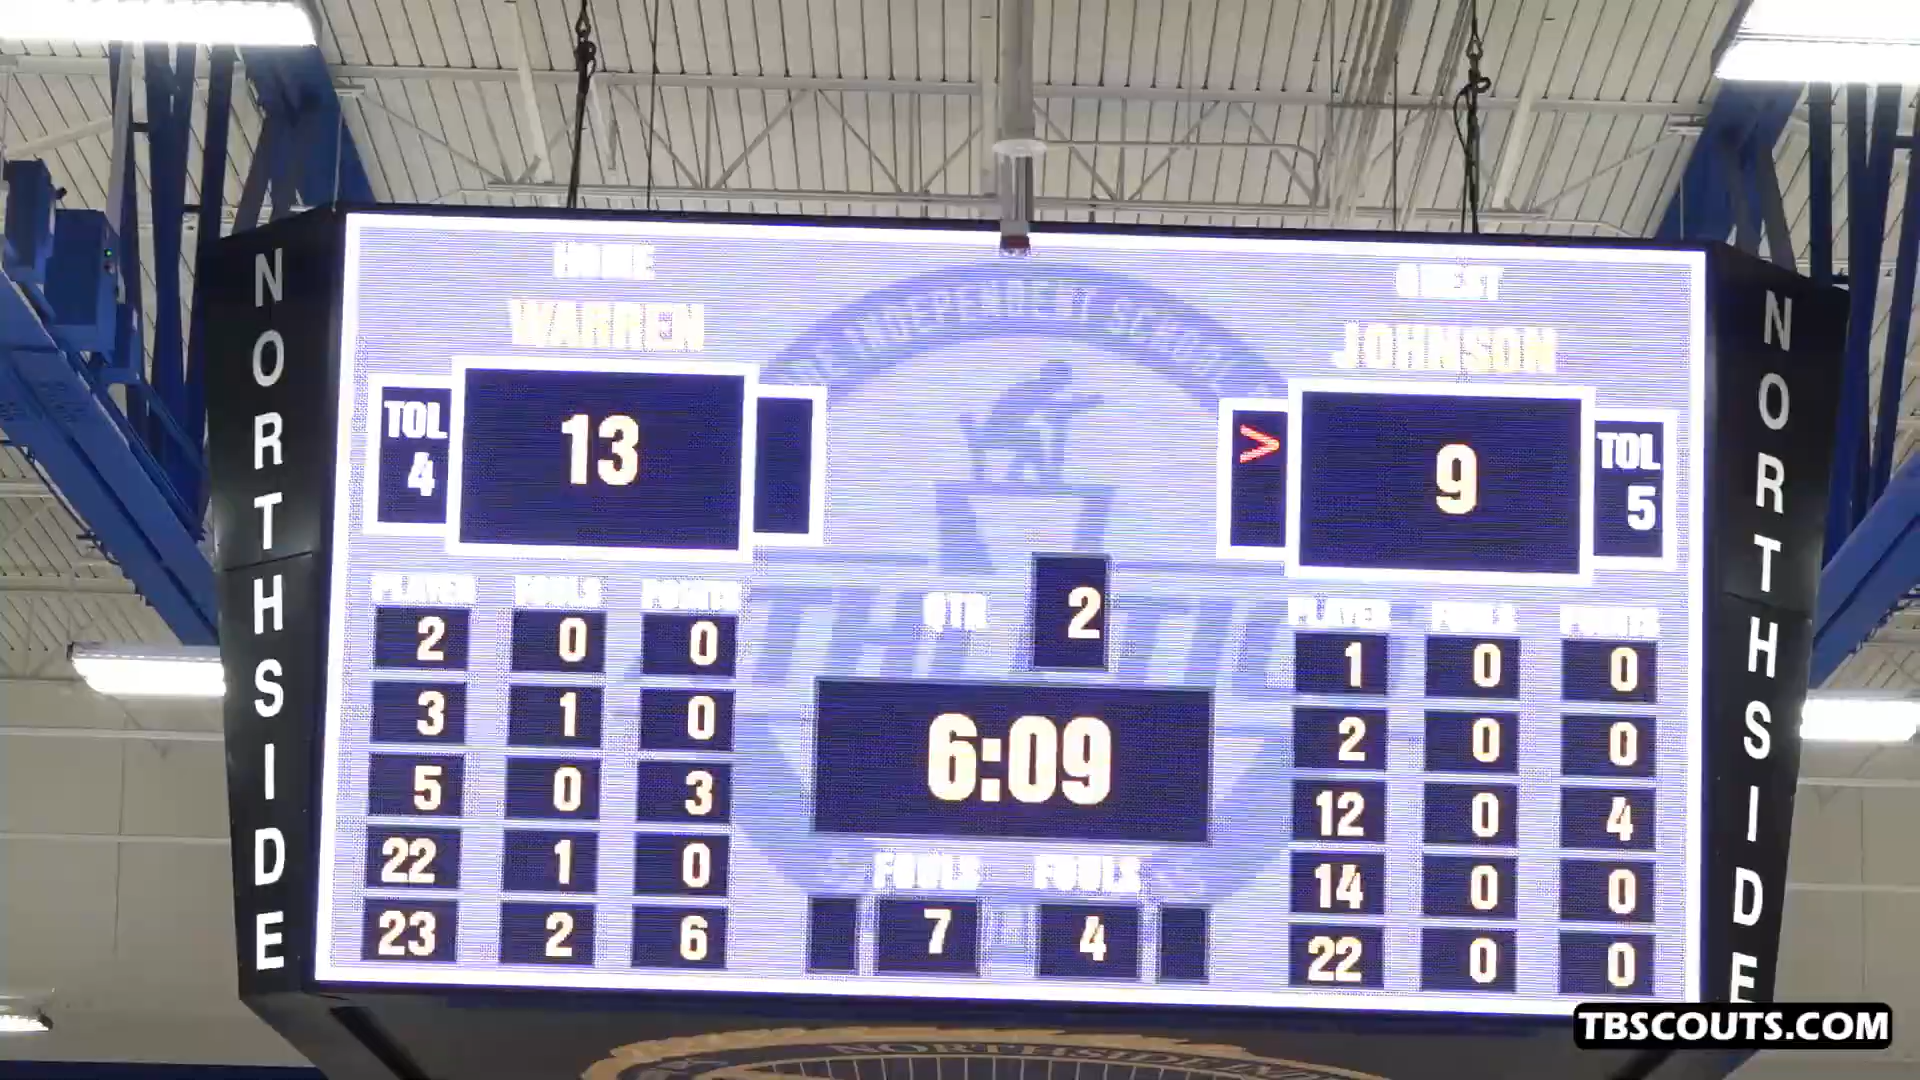 HOME
WARREN
TOL
4
13
GUEST
JOHNSON
>
9
TOL
5
INDEPENDENT SCHOOL
QTR
2
6:09
PLAYER FOULS POINTS
2 0 0
3 1 0
5 0 3
22 1 0
23 2 6
FOULS FOULS
7 4
PLAYER FOULS POINTS
1 0 0
2 0 0
12 0 4
14 0 0
22 0 0
NORTHSIDE
NORTHSIDE
NORTHSIDE
TBSCOUTS.COM